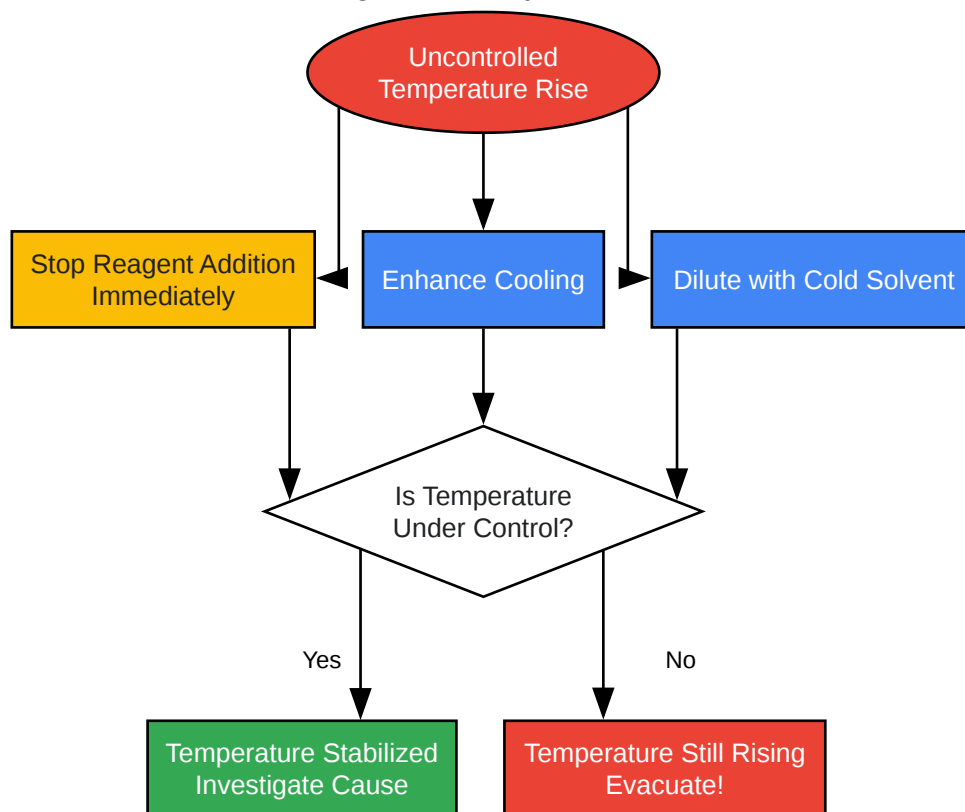 Uncontrolled
Temperature Rise
Stop Reagent Addition
Immediately
Enhance Cooling
Dilute with Cold Solvent
Is Temperature
Under Control?
Yes
No
Temperature Stabilized
Investigate Cause
Temperature Still Rising
Evacuate!